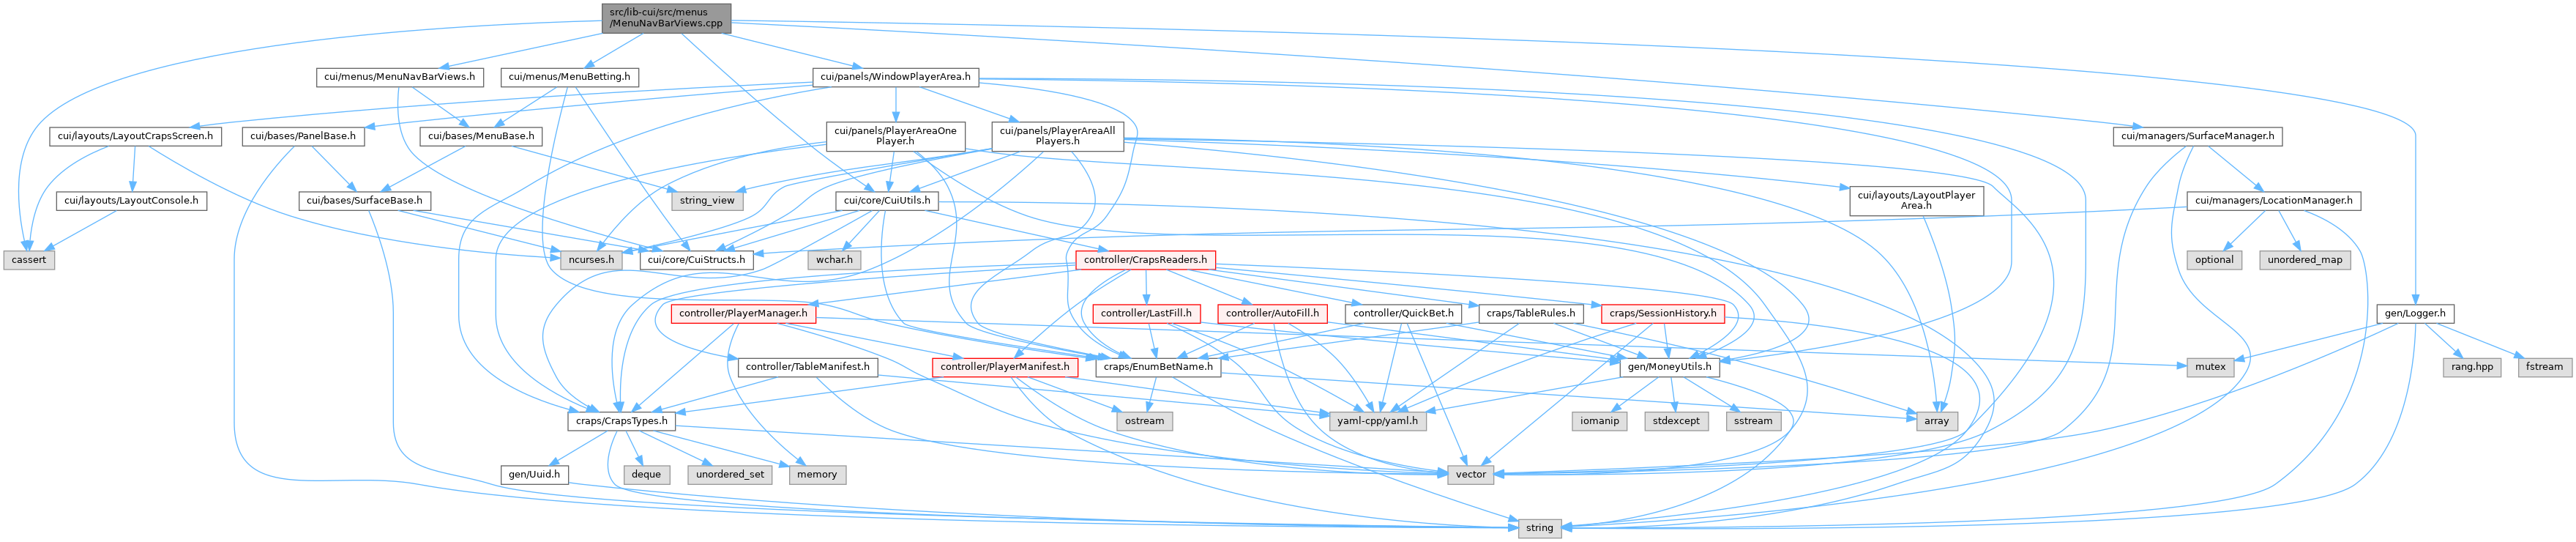 src/lib-cui/src/menus
/MenuNavBarViews.cpp
cui/menus/MenuNavBarViews.h
cui/menus/MenuBetting.h
cui/panels/WindowPlayerArea.h
cui/layouts/LayoutCrapsScreen.h
cui/bases/PanelBase.h
cui/bases/MenuBase.h
cui/panels/PlayerAreaOne
Player.h
cui/panels/PlayerAreaAll
Players.h
cui/managers/SurfaceManager.h
cui/layouts/LayoutConsole.h
cui/bases/SurfaceBase.h
string_view
cui/core/CuiUtils.h
cui/layouts/LayoutPlayer
Area.h
cui/managers/LocationManager.h
cassert
ncurses.h
cui/core/CuiStructs.h
wchar.h
controller/CrapsReaders.h
optional
unordered_map
controller/PlayerManager.h
controller/LastFill.h
controller/AutoFill.h
controller/QuickBet.h
craps/TableRules.h
craps/SessionHistory.h
gen/Logger.h
controller/TableManifest.h
controller/PlayerManifest.h
craps/EnumBetName.h
gen/MoneyUtils.h
mutex
rang.hpp
fstream
craps/CrapsTypes.h
ostream
yaml-cpp/yaml.h
iomanip
stdexcept
sstream
array
gen/Uuid.h
deque
unordered_set
memory
vector
string